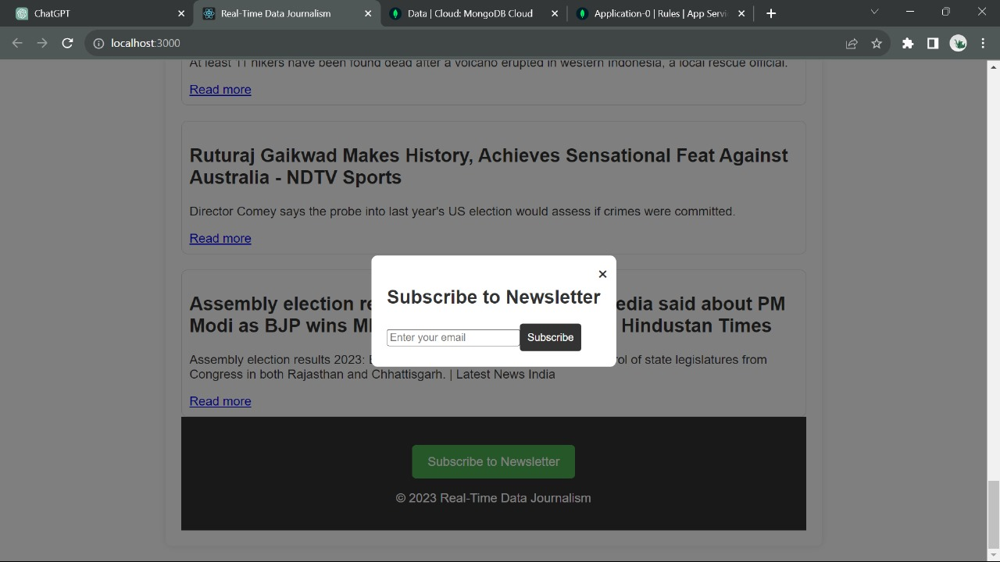 ChatGPT
Real-Time Data Journalism
Data | Cloud: MongoDB Cloud
Application-0 | Rules | App Servi
localhost:3000
At least 11 hikers have been found dead after a volcano erupted in western Indonesia, a local rescue official.
Read more
Ruturaj Gaikwad Makes History, Achieves Sensational Feat Against
Australia - NDTV Sports
Director Comey says the probe into last year's US election would assess if crimes were committed.
Read more
Subscribe to Newsletter
Enter your email Subscribe
Assembly election re edia said about PM
Modi as BJP wins Hindustan Times
Assembly election results 2023: rol of state legislatures from
Congress in both Rajasthan and Chhattisgarh. | Latest News India
Read more
Subscribe to Newsletter
© 2023 Real-Time Data Journalism